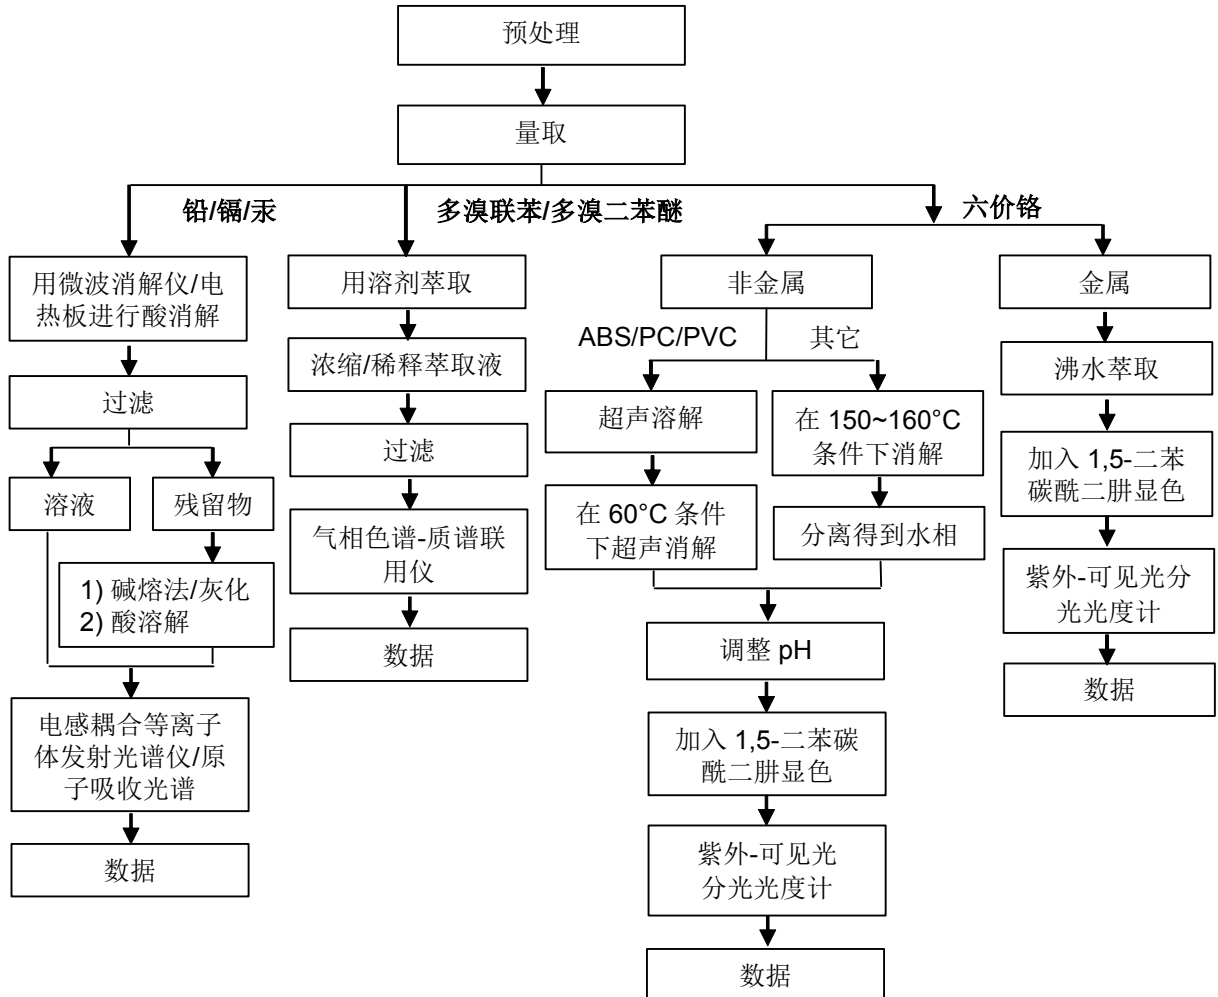 预处理
量取
铅/镉/汞
多溴联苯/多溴二苯醚
六价铬
用微波消解仪/电
热板进行酸消解
过滤
溶液
残留物
1) 碱熔法/灰化
2) 酸溶解
电感耦合等离子
体发射光谱仪/原
子吸收光谱
数据
用溶剂萃取
浓缩/稀释萃取液
过滤
气相色谱-质谱联
用仪
数据
非金属
ABS/PC/PVC
其它
超声溶解
在 60°C 条件
下超声消解
在 150~160°C
条件下消解
分离得到水相
调整 pH
加入 1,5-二苯碳
酰二肼显色
紫外-可见光
分光光度计
数据
金属
沸水萃取
加入 1,5-二苯
碳酰二肼显色
紫外-可见光分
光光度计
数据